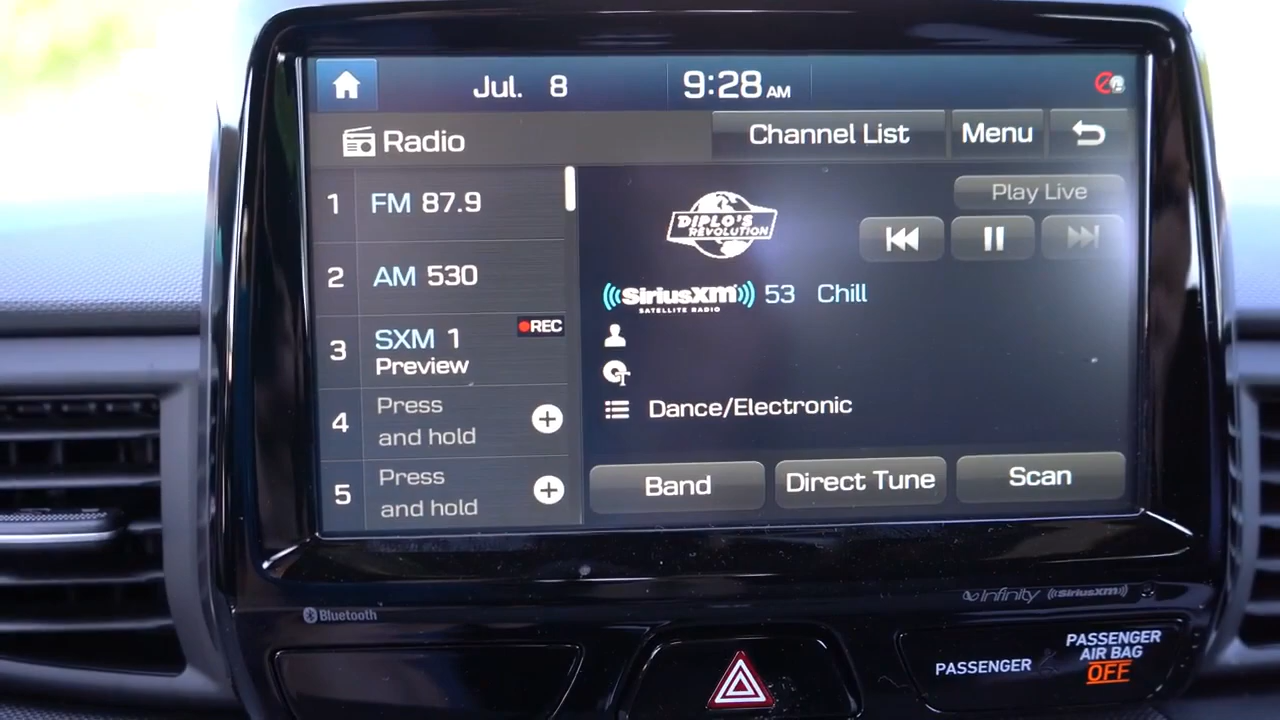 Jul. 8
9:28 AM
Radio
Channel List
Menu
1 FM 87.9
2 AM 530
3 SXM 1
Preview
REC
4 Press
and hold
5 Press
and hold
Play Live
DIPLO'S
REVOLUTION
SiriusXM 53 Chill
SATELLITE RADIO
Dance/Electronic
Band
Direct Tune
Scan
Bluetooth
Infinity SiriusXM
PASSENGER
PASSENGER
AIR BAG
OFF